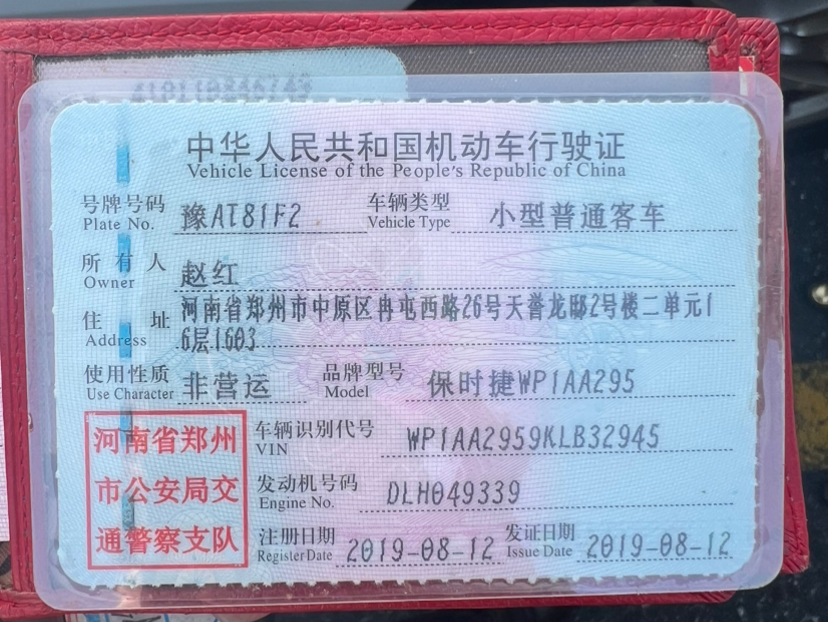 中华人民共和国机动车行驶证
Vehicle License of the People's Republic of China
号牌号码 豫AT81F2 车辆类型 小型普通客车
Plate No. Vehicle Type
所有人 赵红
Owner
住址 河南省郑州市中原区冉屯西路26号天誉龙邸2号楼二单元1
Address 6层1603
使用性质 非营运 品牌型号 保时捷WP1AA295
Use Character Model
河南省郑州
市公安局交
通警察支队
车辆识别代号 WP1AA2959KLB32945
VIN
发动机号码 DLH049339
Engine No.
注册日期 2019-08-12 发证日期 2019-08-12
Register Date Issue Date